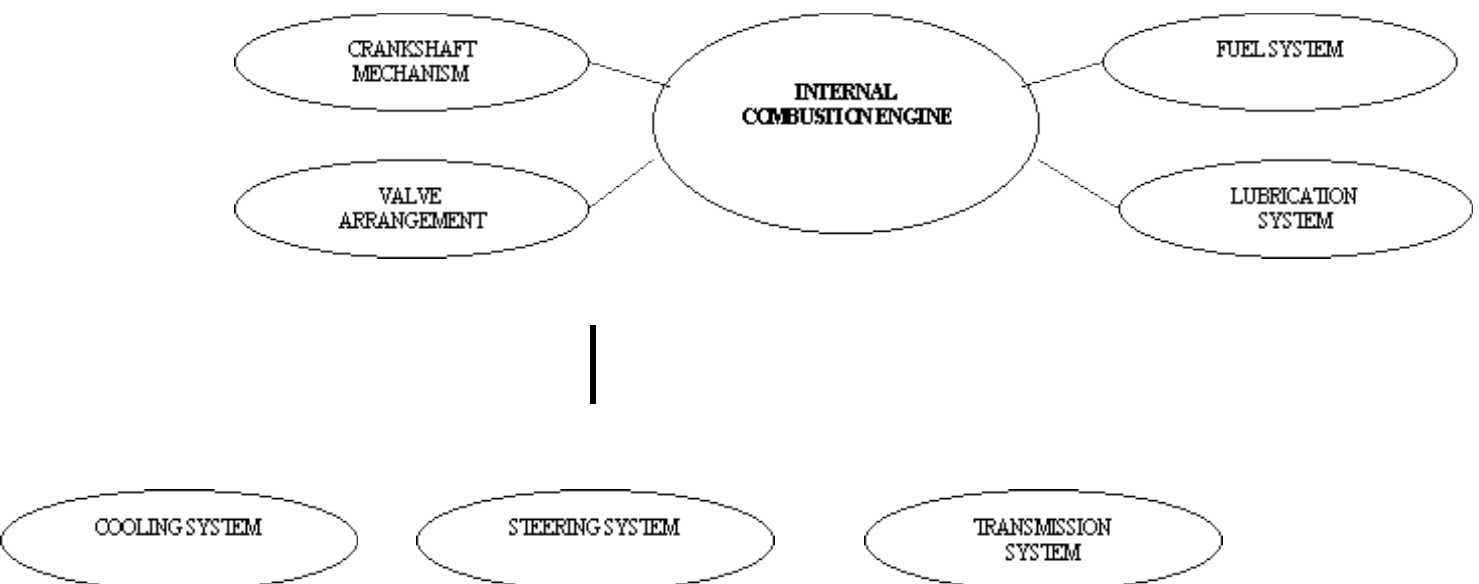 CRANKSHAFT
MECHANISM
INTERNAL
COMBUSTION ENGINE
FUEL SYSTEM
VALVE
ARRANGEMENT
LUBRICATION
SYSTEM
COOLING SYSTEM
STEERING SYSTEM
TRANSMISSION
SYSTEM